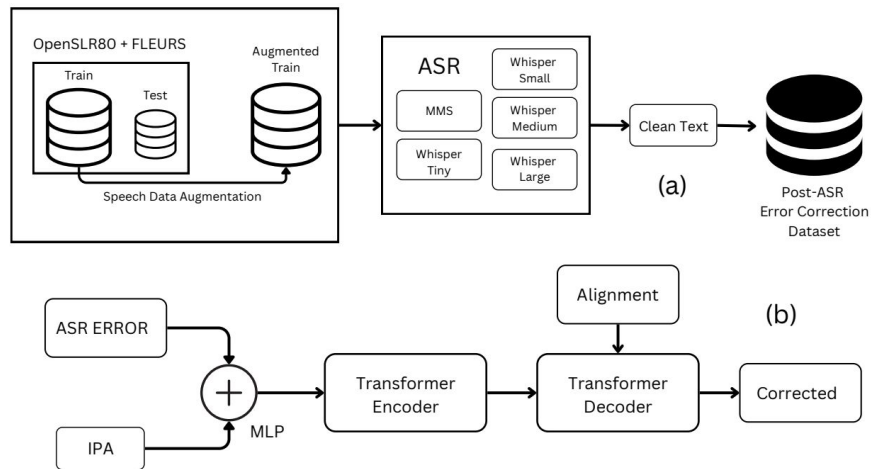 OpenSLR80 + FLEURS
Train
Test
Augmented
Train
Speech Data Augmentation
ASR
MMS
Whisper
Tiny
Whisper
Small
Whisper
Medium
Whisper
Large
Clean Text
(a)
Post-ASR
Error Correction
Dataset
ASR ERROR
IPA
+
MLP
Transformer
Encoder
Alignment
Transformer
Decoder
(b)
Corrected